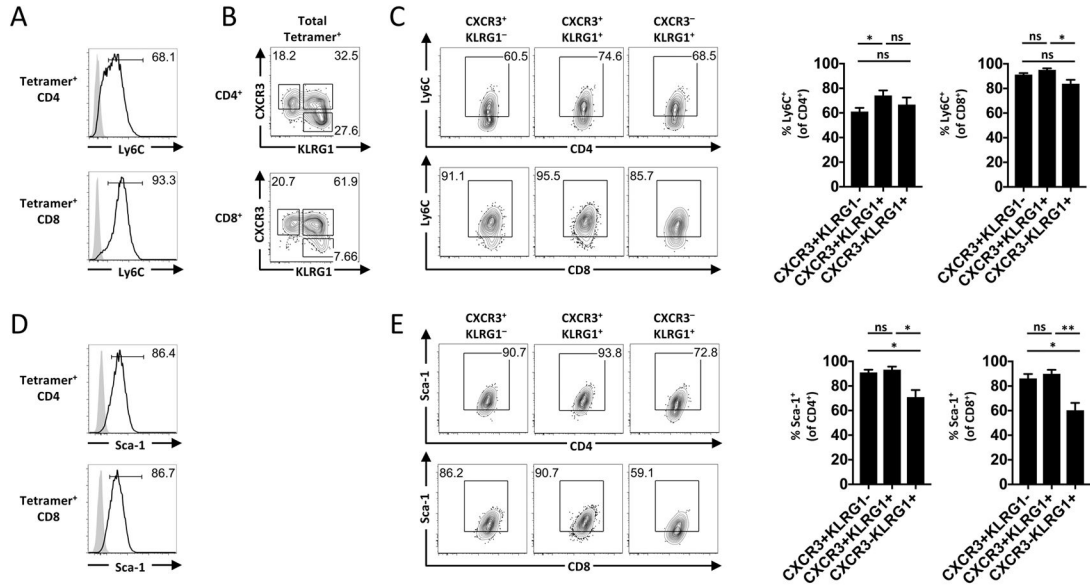 A
Tetramer⁺
CD4
68.1
Ly6C
Tetramer⁺
CD8
93.3
Ly6C
B
Total
Tetramer⁺
CD4⁺
CXCR3
18.2
32.5
27.6
KLRG1
CD8⁺
CXCR3
20.7
61.9
7.66
KLRG1
C
CXCR3⁺
KLRG1⁻
CXCR3⁺
KLRG1⁺
CXCR3⁻
KLRG1⁺
Ly6C
60.5
74.6
68.5
CD4
Ly6C
91.1
95.5
85.7
CD8
* ns
ns
% Ly6C⁺
(of CD4⁺)
100
80
60
40
20
0
CXCR3+KLRG1-
CXCR3+KLRG1+
CXCR3-KLRG1+
ns *
ns
% Ly6C⁺
(of CD8⁺)
100
80
60
40
20
0
CXCR3+KLRG1-
CXCR3+KLRG1+
CXCR3-KLRG1+
D
Tetramer⁺
CD4
86.4
Sca-1
Tetramer⁺
CD8
86.7
Sca-1
E
CXCR3⁺
KLRG1⁻
CXCR3⁺
KLRG1⁺
CXCR3⁻
KLRG1⁺
Sca-1
90.7
93.8
72.8
CD4
Sca-1
86.2
90.7
59.1
CD8
ns *
*
% Sca-1⁺
(of CD4⁺)
100
80
60
40
20
0
CXCR3+KLRG1-
CXCR3+KLRG1+
CXCR3-KLRG1+
ns **
*
% Sca-1⁺
(of CD8⁺)
100
80
60
40
20
0
CXCR3+KLRG1-
CXCR3+KLRG1+
CXCR3-KLRG1+